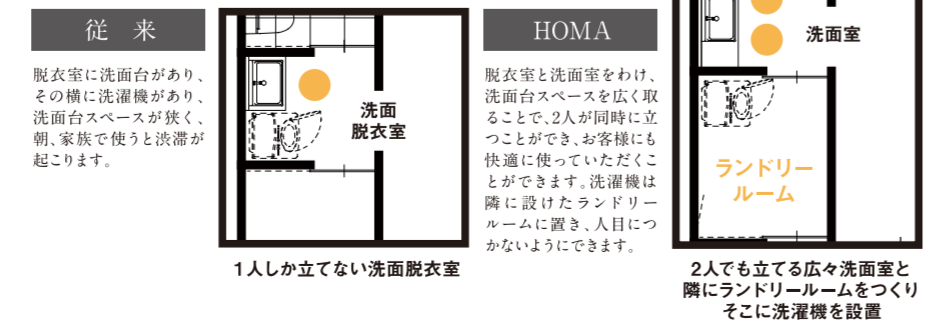 従 来
脱衣室に洗面台があり、
その横に洗濯機があり、
洗面台スペースが狭く、
朝、家族で使うと渋滞が
起こります。
洗面
脱衣室
1人しか立てない洗面脱衣室
HOMA
脱衣室と洗面室をわけ、
洗面台スペースを広く取
ることで、2人が同時に立
つことができ、お客様にも
快適に使っていただくこ
とができます。洗濯機は
隣に設けたランドリー
ルームに置き、人目につ
かないようにできます。
洗面室
ランドリー
ルーム
2人でも立てる広々洗面室と
隣にランドリールームをつくり
そこに洗濯機を設置